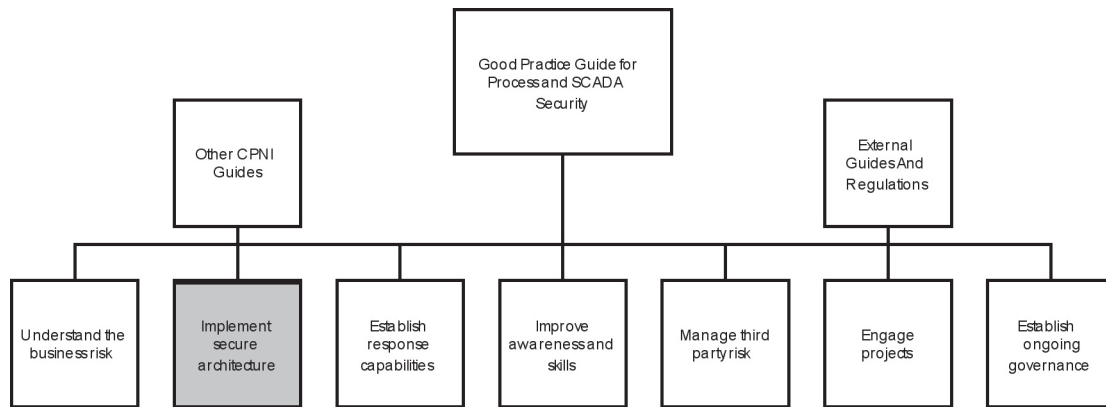 Good Practice Guide for
Process and SCADA
Security
Other CPNI
Guides
External
Guides And
Regulations
Understand the
business risk
Implement
secure
architecture
Establish
response
capabilities
Improve
awareness and
skills
Manage third
party risk
Engage
projects
Establish
ongoing
governance